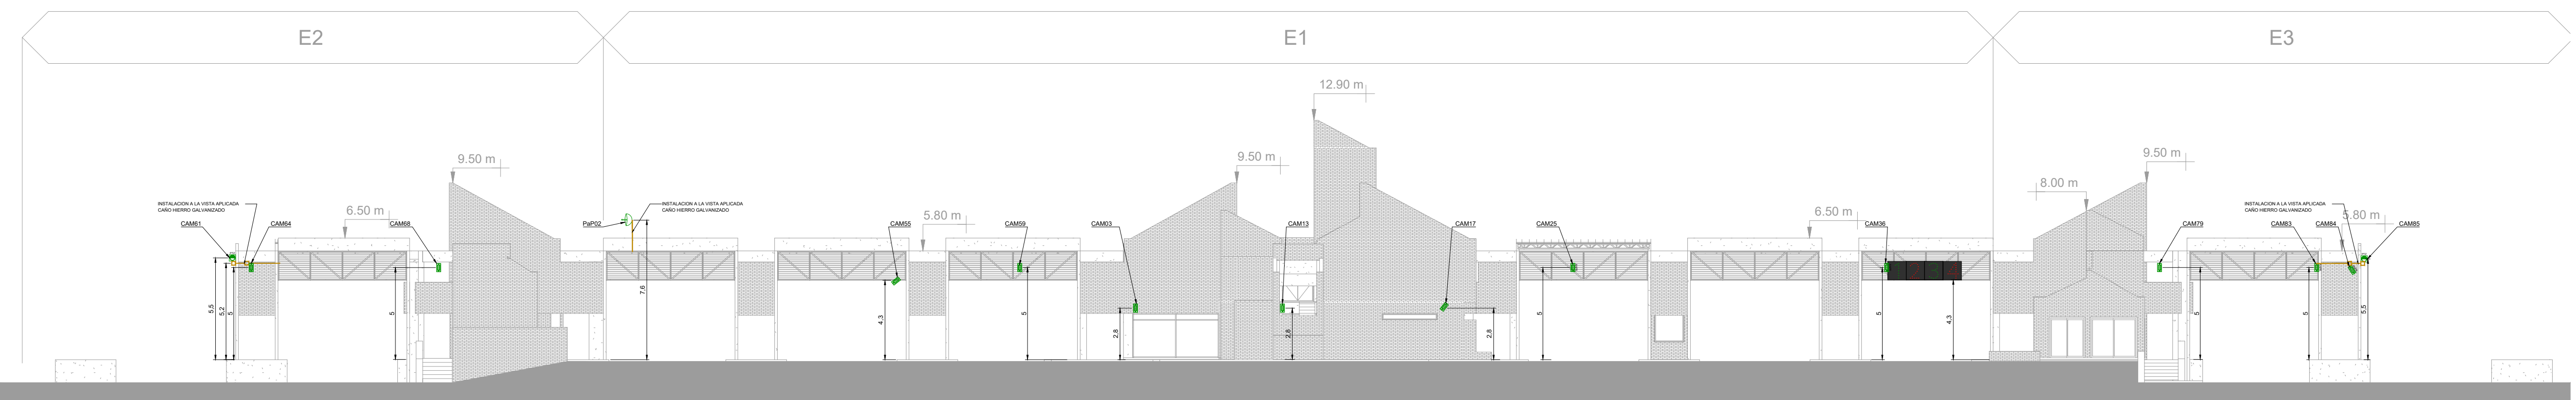 E2
E1
E3
12.90 m
9.50 m
9.50 m
9.50 m
8.00 m
INSTALACION A LA VISTA APLICADA
CAÑO HIERRO GALVANIZADO
INSTALACION A LA VISTA APLICADA
CAÑO HIERRO GALVANIZADO
INSTALACION A LA VISTA APLICADA
CAÑO HIERRO GALVANIZADO
6.50 m
5.80 m
6.50 m
5.80 m
CAM61
CAM64
CAM68
PaP02
CAM55
CAM59
CAM03
CAM13
CAM17
CAM25
CAM36
CAM79
CAM83
CAM84
CAM85
1 2 3 4
5,5
5,2
5
5
7,6
4,3
5
2,8
2,8
2,8
5
5
4,3
5
5
5,5